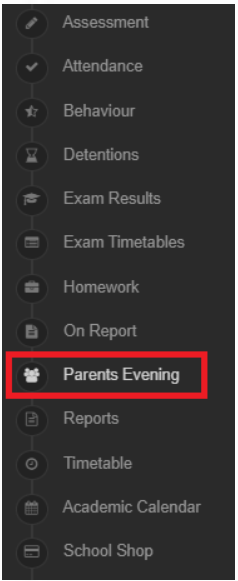 Assessment
Attendance
Behaviour
Detentions
Exam Results
Exam Timetables
Homework
On Report
Parents Evening
Reports
Timetable
Academic Calendar
School Shop